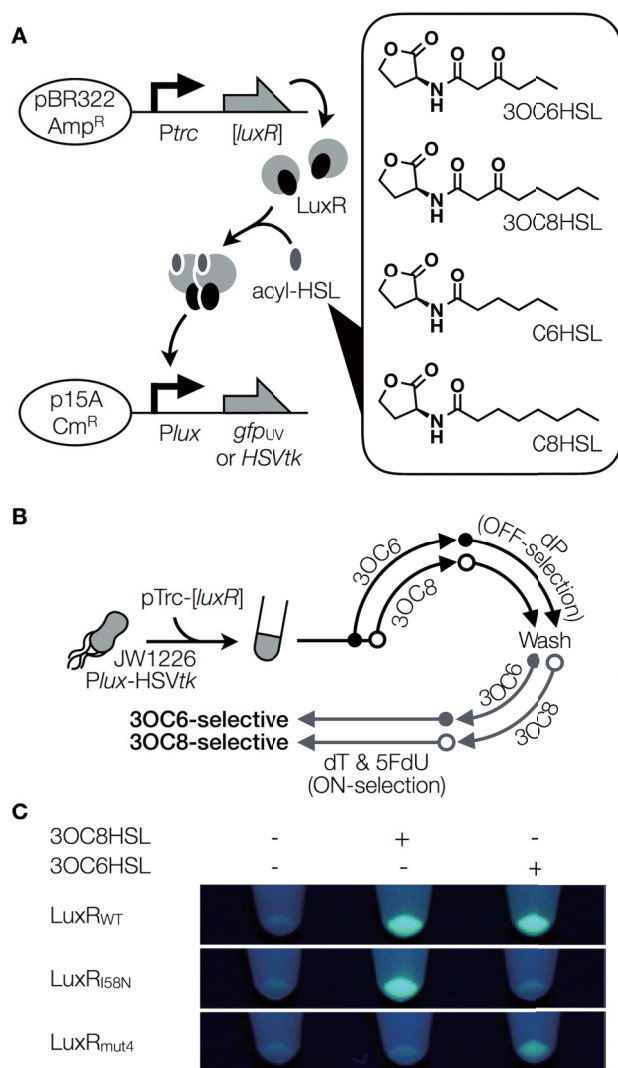 A
pBR322
Amp^R
Ptrc
[luxR]
LuxR
acyl-HSL
p15A
Cm^R
Plux
gfpUV
or HSVtk
O
O
O
O
N
H
3OC6HSL
O
O
O
O
N
H
3OC8HSL
O
O
O
N
H
C6HSL
O
O
O
N
H
C8HSL
B
pTrc-[luxR]
JW1226
Plux-HSVtk
3OC6
3OC8
dP
(OFF-selection)
Wash
3OC6
3OC8
3OC6-selective
3OC8-selective
dT & 5FdU
(ON-selection)
C
3OC8HSL - + -
3OC6HSL - - +
LuxRWT
LuxRI58N
LuxRmut4